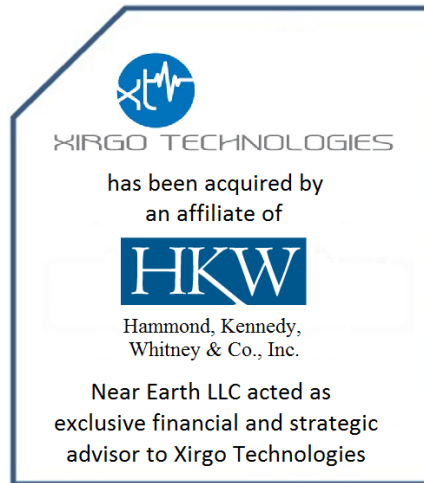 xt
XIRGO TECHNOLOGIES
has been acquired by
an affiliate of
HKW
Hammond, Kennedy,
Whitney & Co., Inc.
Near Earth LLC acted as
exclusive financial and strategic
advisor to Xirgo Technologies